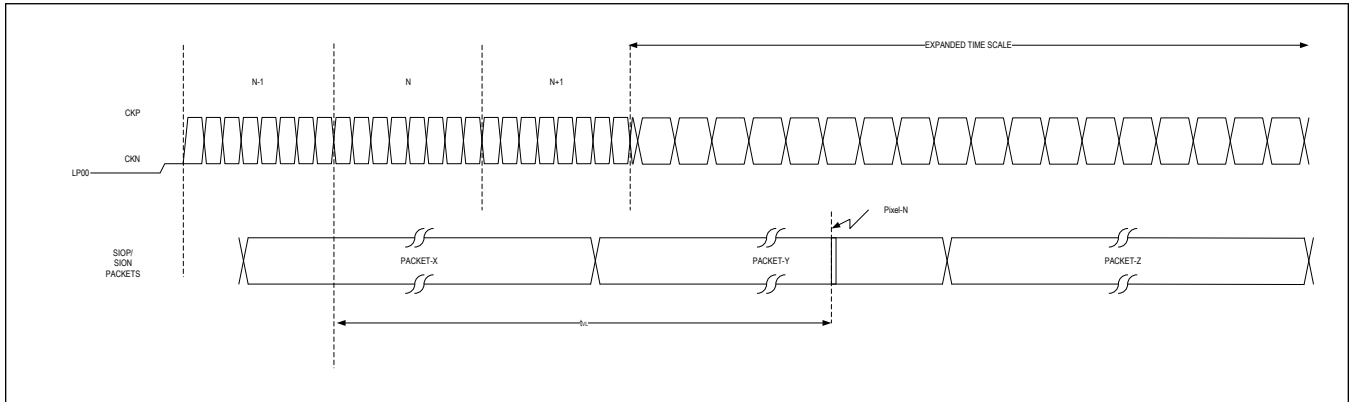 EXPANDED TIME SCALE
N-1
N
N+1
CKP
CKN
LP00
Pixel-N
SIOP/
SION
PACKETS
PACKET-X
PACKET-Y
PACKET-Z